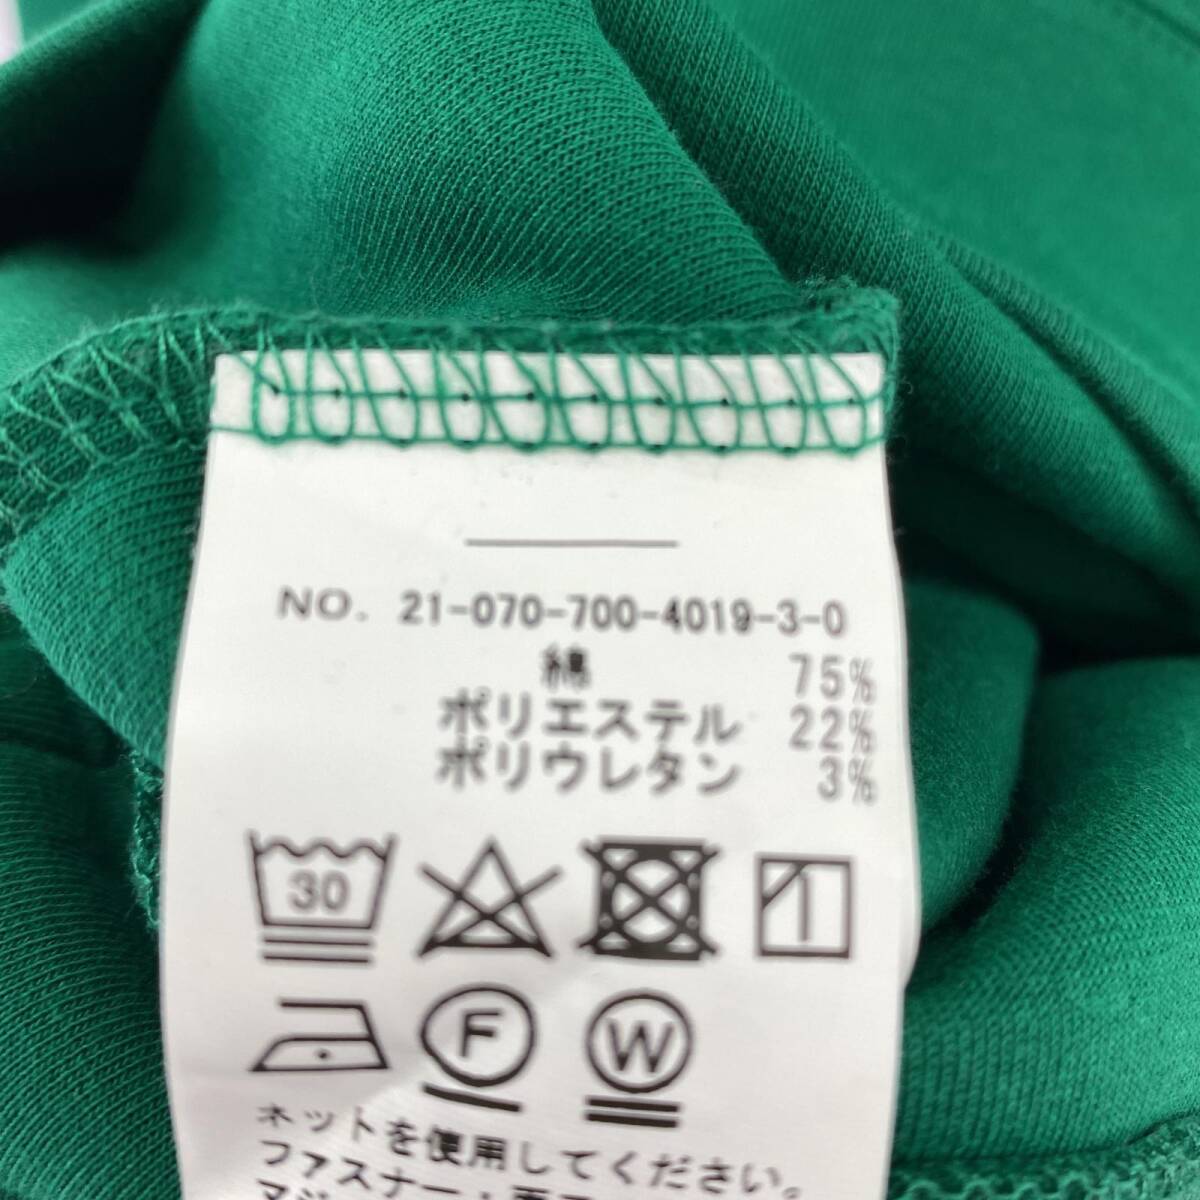 NO. 21-070-700-4019-3-0
綿 75%
ポリエステル 22%
ポリウレタン 3%
30
F W
ネットを使用してください。
ファスナー・面フ
マジ